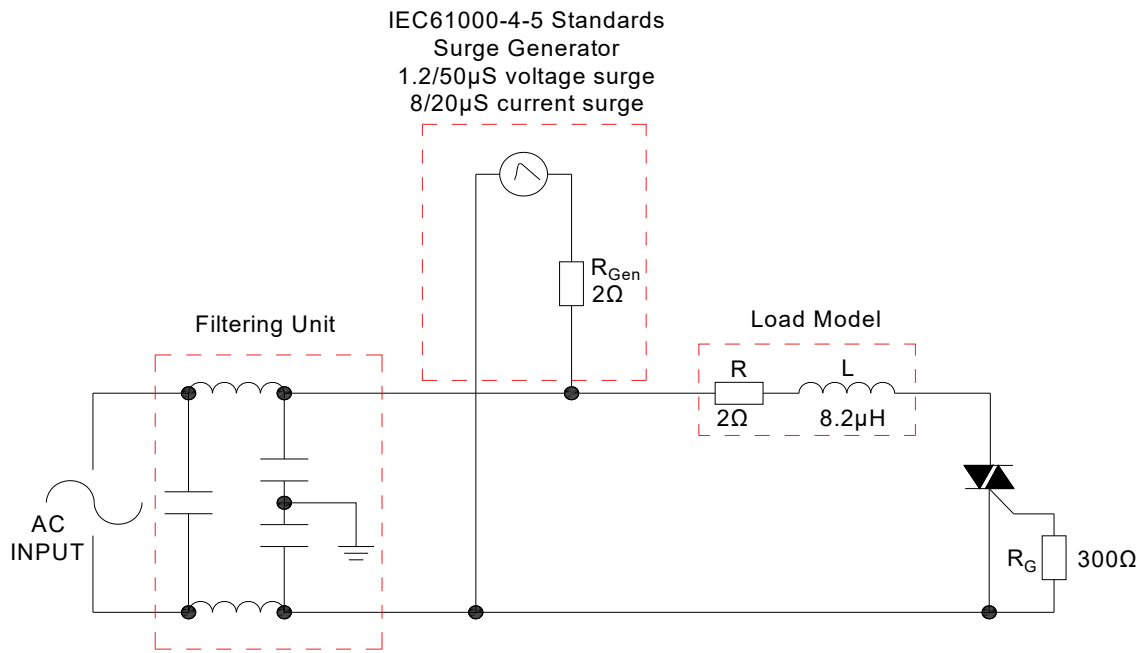 IEC61000-4-5 Standards
Surge Generator
1.2/50µS voltage surge
8/20µS current surge
R_Gen
2Ω
Filtering Unit
Load Model
R
L
2Ω
8.2µH
AC
INPUT
R_G
300Ω